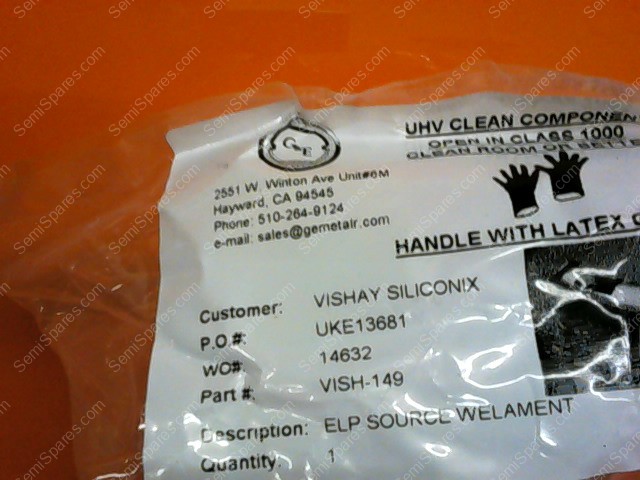 GE
UHV CLEAN COMPONEN
OPEN IN CLASS 1000
CLEAN ROOM OR BETTE
2551 W. Winton Ave Unit#6M
Hayward, CA 94545
Phone: 510-264-9124
e-mail: sales@gemetalr.com
HANDLE WITH LATEX
Customer: VISHAY SILICONIX
P.O.#: UKE13681
WO#: 14632
Part #: VISH-149
Description: ELP SOURCE WELAMENT
Quantity: 1
SemiSpares.com